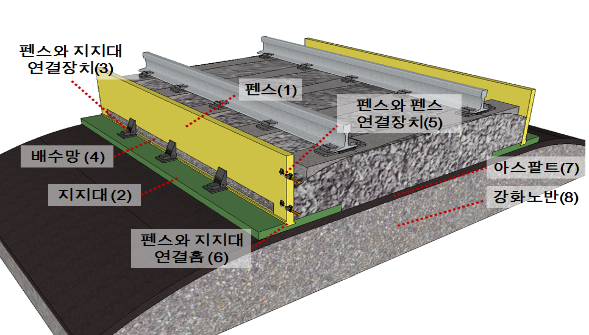 펜스와 지지대
연결장치(3)
펜스(1)
펜스와 펜스
연결장치(5)
배수망 (4)
지지대 (2)
아스팔트(7)
강화노반(8)
펜스와 지지대
연결홈 (6)